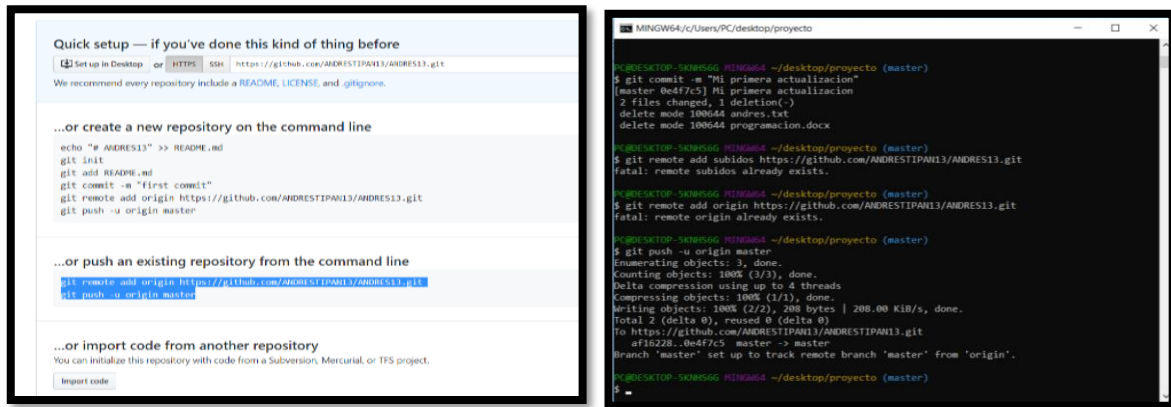 Quick setup — if you've done this kind of thing before
Set up in Desktop or HTTPS SSH https://github.com/ANDRESTIPAN13/ANDRES13.git
We recommend every repository include a README, LICENSE, and .gitignore.
...or create a new repository on the command line
echo "# ANDRES13" >> README.md
git init
git add README.md
git commit -m "first commit"
git remote add origin https://github.com/ANDRESTIPAN13/ANDRES13.git
git push -u origin master
...or push an existing repository from the command line
git remote add origin https://github.com/ANDRESTIPAN13/ANDRES13.git
git push -u origin master
...or import code from another repository
You can initialize this repository with code from a Subversion, Mercurial, or TFS project.
Import code
MINGW64:/c/Users/PC/desktop/proyecto
PC@DESKTOP-5KNHS6G MINGW64 ~/desktop/proyecto (master)
$ git commit -m "Mi primera actualizacion"
[master 0e4f7c5] Mi primera actualizacion
2 files changed, 1 deletion(-)
delete mode 100644 andres.txt
delete mode 100644 programacion.docx
PC@DESKTOP-5KNHS6G MINGW64 ~/desktop/proyecto (master)
$ git remote add subidos https://github.com/ANDRESTIPAN13/ANDRES13.git
fatal: remote subidos already exists.
PC@DESKTOP-5KNHS6G MINGW64 ~/desktop/proyecto (master)
$ git remote add origin https://github.com/ANDRESTIPAN13/ANDRES13.git
fatal: remote origin already exists.
PC@DESKTOP-5KNHS6G MINGW64 ~/desktop/proyecto (master)
$ git push -u origin master
Enumerating objects: 3, done.
Counting objects: 100% (3/3), done.
Delta compression using up to 4 threads
Compressing objects: 100% (1/1), done.
Writing objects: 100% (2/2), 208 bytes | 208.00 KiB/s, done.
Total 2 (delta 0), reused 0 (delta 0)
To https://github.com/ANDRESTIPAN13/ANDRESTIPAN13.git
af16228..0e4f7c5 master -> master
Branch 'master' set up to track remote branch 'master' from 'origin'.
PC@DESKTOP-5KNHS6G MINGW64 ~/desktop/proyecto (master)
$